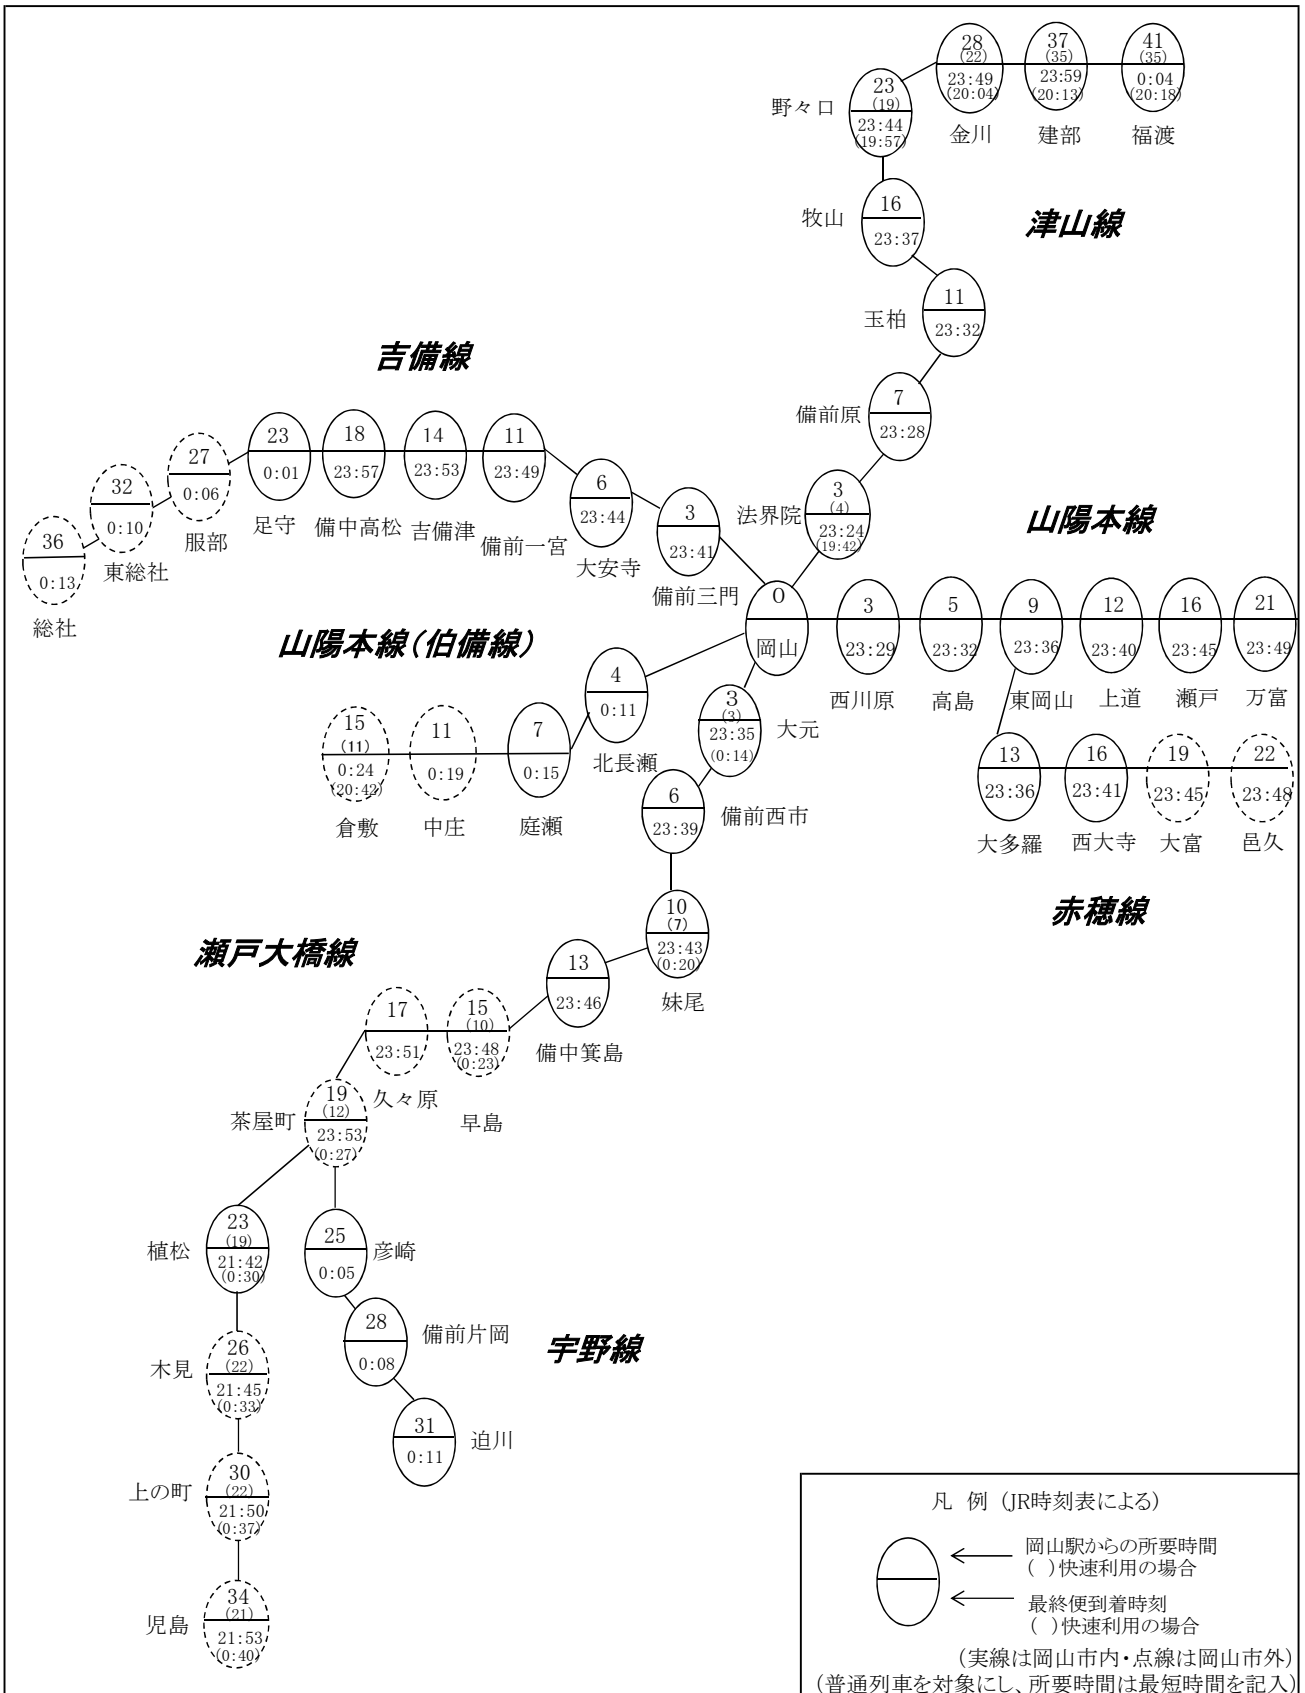 28
(22)
23:49
(20:04)
金川
37
(35)
23:59
(20:13)
建部
41
(35)
0:04
(20:18)
福渡
23
(19)
23:44
(19:57)
野々口
16
23:37
牧山
津山線
11
23:32
玉柏
7
23:28
備前原
3
(4)
23:24
(19:42)
法界院
吉備線
36
0:13
総社
32
0:10
東総社
27
0:06
服部
23
0:01
足守
18
23:57
備中高松
14
23:53
吉備津
11
23:49
備前一宮
6
23:44
大安寺
3
23:41
備前三門
0
岡山
山陽本線
3
23:29
西川原
5
23:32
高島
9
23:36
東岡山
12
23:40
上道
16
23:45
瀬戸
21
23:49
万富
13
23:36
大多羅
16
23:41
西大寺
19
23:45
大富
22
23:48
邑久
赤穂線
山陽本線(伯備線)
4
0:11
北長瀬
7
0:15
庭瀬
11
0:19
中庄
15
(11)
0:24
(20:42)
倉敷
3
(3)
23:35
(0:14)
大元
6
23:39
備前西市
10
(7)
23:43
(0:20)
妹尾
瀬戸大橋線
13
23:46
備中箕島
15
(10)
23:48
(0:23)
早島
17
23:51
久々原
19
(12)
23:53
(0:27)
茶屋町
23
(19)
21:42
(0:30)
植松
26
(22)
21:45
(0:33)
木見
30
(22)
21:50
(0:37)
上の町
34
(21)
21:53
(0:40)
児島
25
0:05
彦崎
28
0:08
備前片岡
31
0:11
迫川
宇野線
凡 例 (JR時刻表による)
岡山駅からの所要時間
( )快速利用の場合
最終便到着時刻
( )快速利用の場合
(実線は岡山市内・点線は岡山市外)
(普通列車を対象にし、所要時間は最短時間を記入)